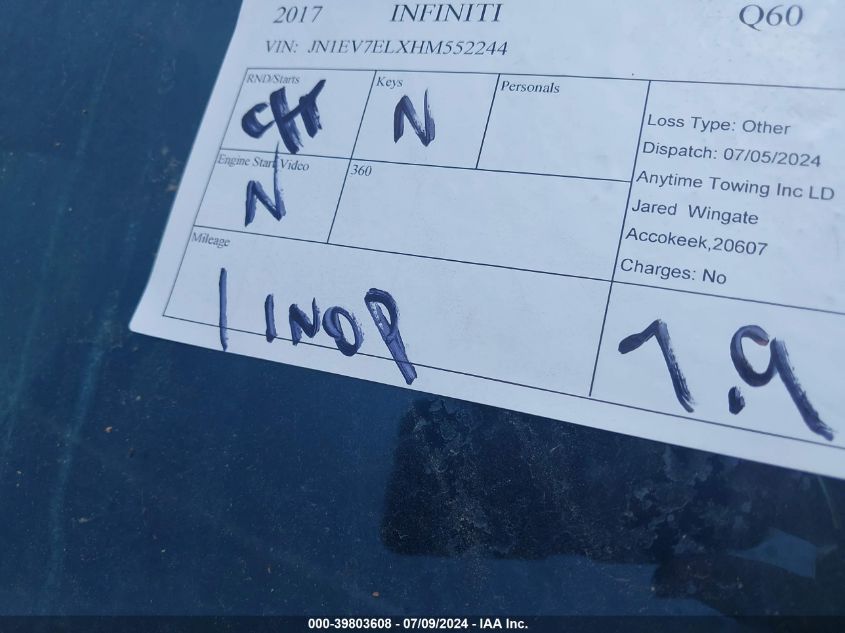 2017 INFINITI Q60
VIN: JN1EV7ELXHM552244
RND/Starts Keys Personals
N
Engine Start Video 360
N
Mileage
1 INOP
Loss Type: Other
Dispatch: 07/05/2024
Anytime Towing Inc LD
Jared Wingate
Accokeek,20607
Charges: No
7.9
000-39803608 - 07/09/2024 - IAA Inc.